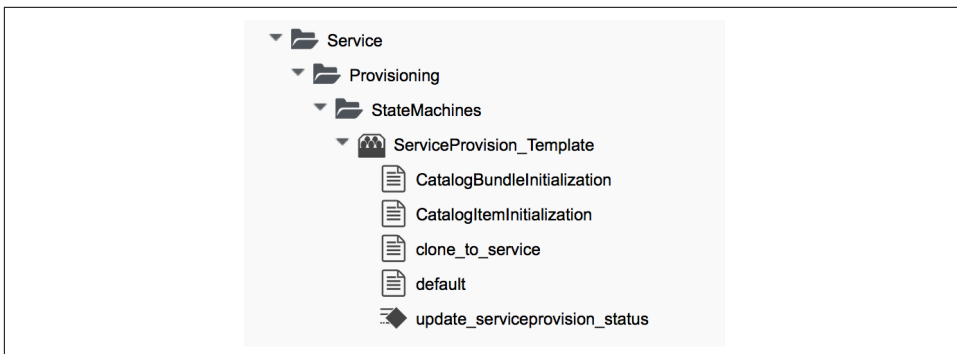 Service
Provisioning
StateMachines
ServiceProvision_Template
CatalogBundleInitialization
CatalogItemInitialization
clone_to_service
default
update_serviceprovision_status